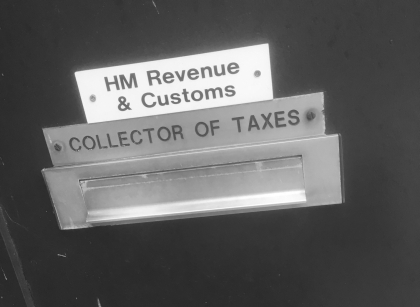 HM Revenue
& Customs
COLLECTOR OF TAXES